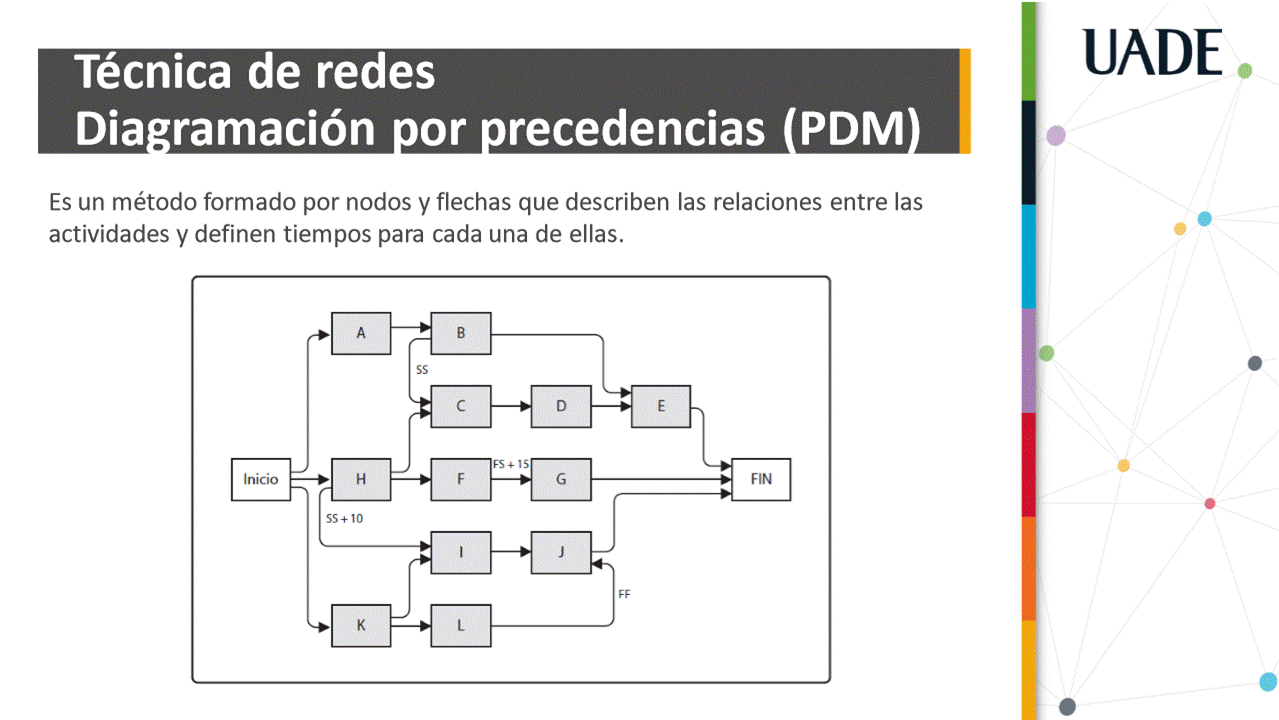 UADE
Técnica de redes
Diagramación por precedencias (PDM)
Es un método formado por nodos y flechas que describen las relaciones entre las
actividades y definen tiempos para cada una de ellas.
A
B
SS
C
D
E
FS + 15
Inicio
H
F
G
FIN
SS + 10
I
J
FF
K
L